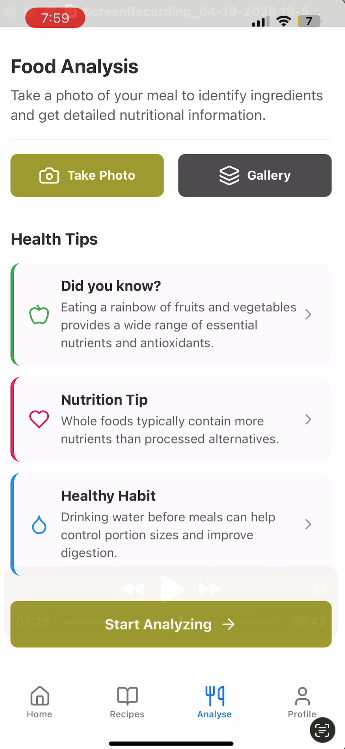 ScreenRecording_04-19-2025 19-5
7:59
7
Food Analysis
Take a photo of your meal to identify ingredients
and get detailed nutritional information.
Take Photo
Gallery
Health Tips
Did you know?
Eating a rainbow of fruits and vegetables
provides a wide range of essential
nutrients and antioxidants.
Nutrition Tip
Whole foods typically contain more
nutrients than processed alternatives.
Healthy Habit
Drinking water before meals can help
control portion sizes and improve
digestion.
01:28
02:42
Start Analyzing
Home
Recipes
Analyse
Profile